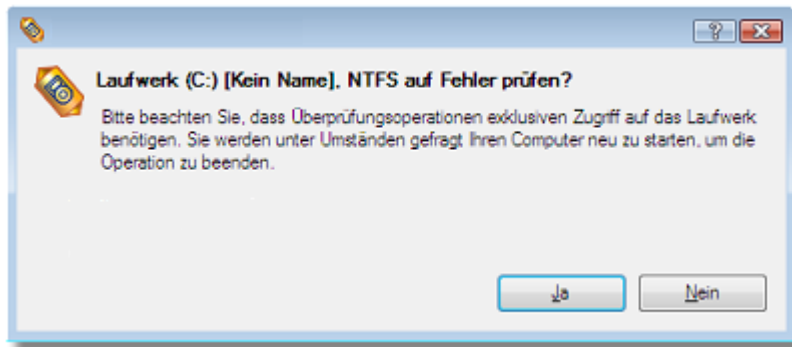 Laufwerk (C:) [Kein Name], NTFS auf Fehler prüfen?
Bitte beachten Sie, dass Überprüfungsoperationen exklusiven Zugriff auf das Laufwerk
benötigen. Sie werden unter Umständen gefragt Ihren Computer neu zu starten, um die
Operation zu beenden.
Ja
Nein